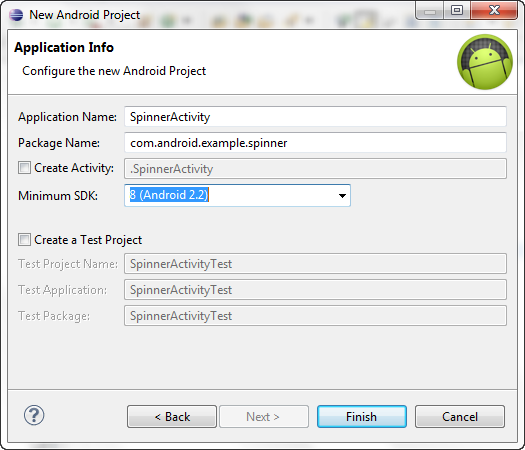 New Android Project
Application Info
Configure the new Android Project
Application Name: SpinnerActivity
Package Name: com.android.example.spinner
Create Activity: .SpinnerActivity
Minimum SDK: 8 (Android 2.2)
Create a Test Project
Test Project Name: SpinnerActivityTest
Test Application: SpinnerActivityTest
Test Package: SpinnerActivityTest
? < Back Next > Finish Cancel